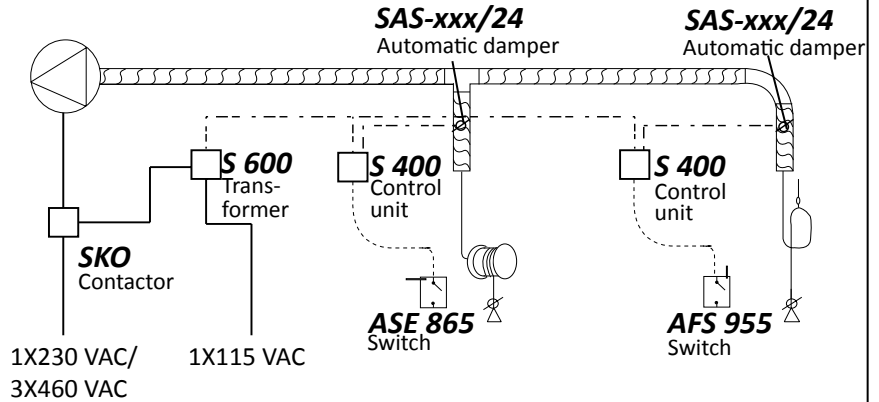 SAS-xxx/24
Automatic damper
SAS-xxx/24
Automatic damper
S 600
Trans-
former
S 400
Control
unit
S 400
Control
unit
SKO
Contactor
ASE 865
Switch
AFS 955
Switch
1X230 VAC/
3X460 VAC
1X115 VAC